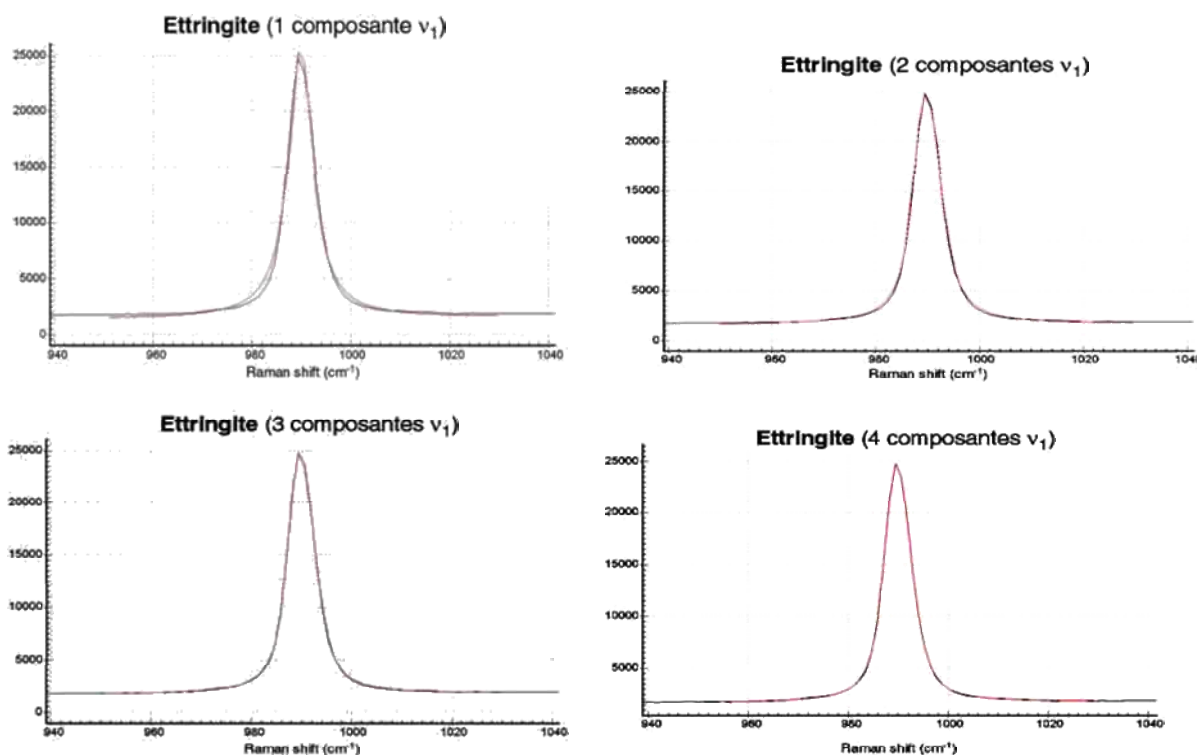 Ettringite (1 composante ν₁)
25000
20000
15000
10000
5000
0
940 960 980 1000 1020 1040
Raman shift (cm⁻¹)
Ettringite (2 composantes ν₁)
25000
20000
15000
10000
5000
0
940 960 980 1000 1020 1040
Raman shift (cm⁻¹)
Ettringite (3 composantes ν₁)
25000
20000
15000
10000
5000
0
940 960 980 1000 1020 1040
Raman shift (cm⁻¹)
Ettringite (4 composantes ν₁)
25000
20000
15000
10000
5000
940 960 980 1000 1020 1040
Raman shift (cm⁻¹)